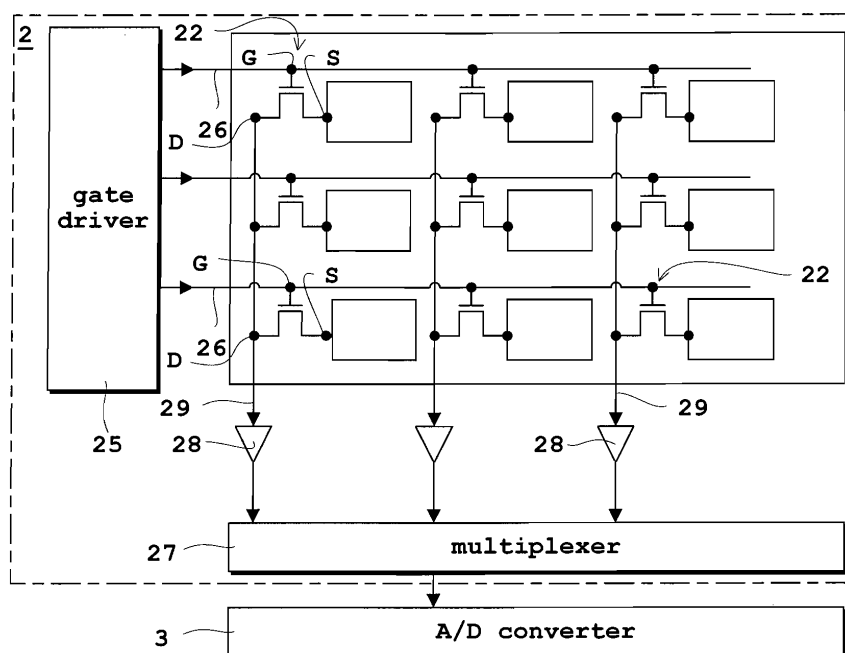 2
22
G
S
D
26
gate
driver
G
S
22
D
26
25
29
29
28
28
27
multiplexer
3
A/D converter